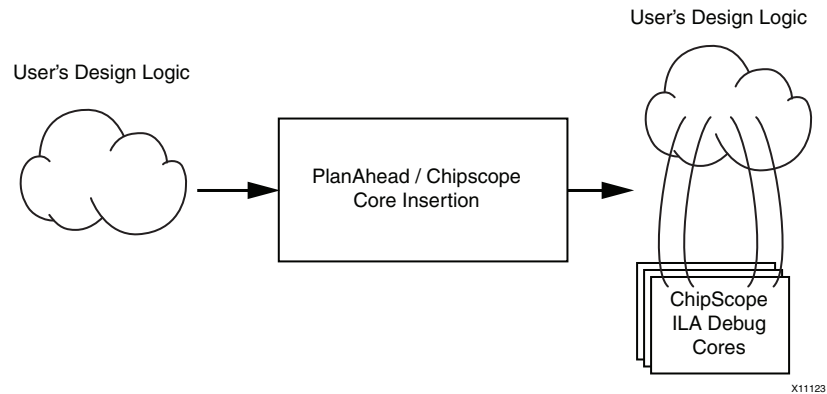 User's Design Logic
User's Design Logic
PlanAhead / Chipscope
Core Insertion
ChipScope
ILA Debug
Cores
X11123